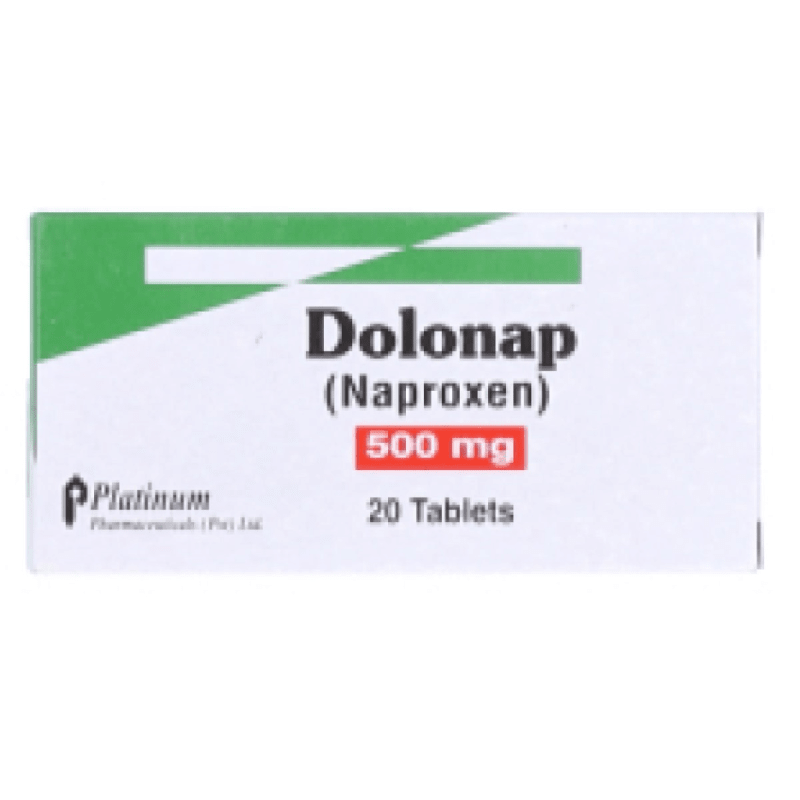 Dolonap
(Naproxen)
500 mg
20 Tablets
Platinum
Pharmaceuticals (Pvt) Ltd.